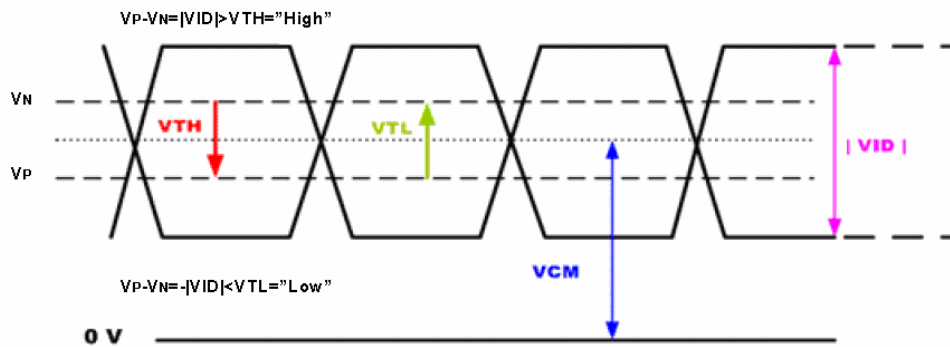 VP-VN=|VID|>VTH=”High”
VN
VTH
VTL
| VID |
VP
VCM
VP-VN=-|VID|<VTL=”Low”
0 V